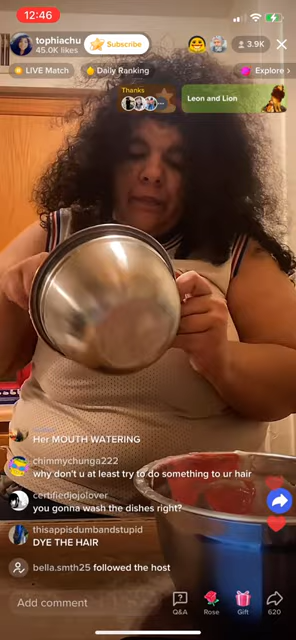 12:46
tophiachu
45.0K likes
Subscribe
3.9K
LIVE Match
Daily Ranking
Explore
Thanks
Leon and Lion
Her MOUTH WATERING
chimmychunga222
why don't u at least try to do something to ur hair
certifiedjojolover
you gonna wash the dishes right?
thisappisdumbandstupid
DYE THE HAIR
bella.smth25 followed the host
Add comment
Q&A
Rose
Gift
620